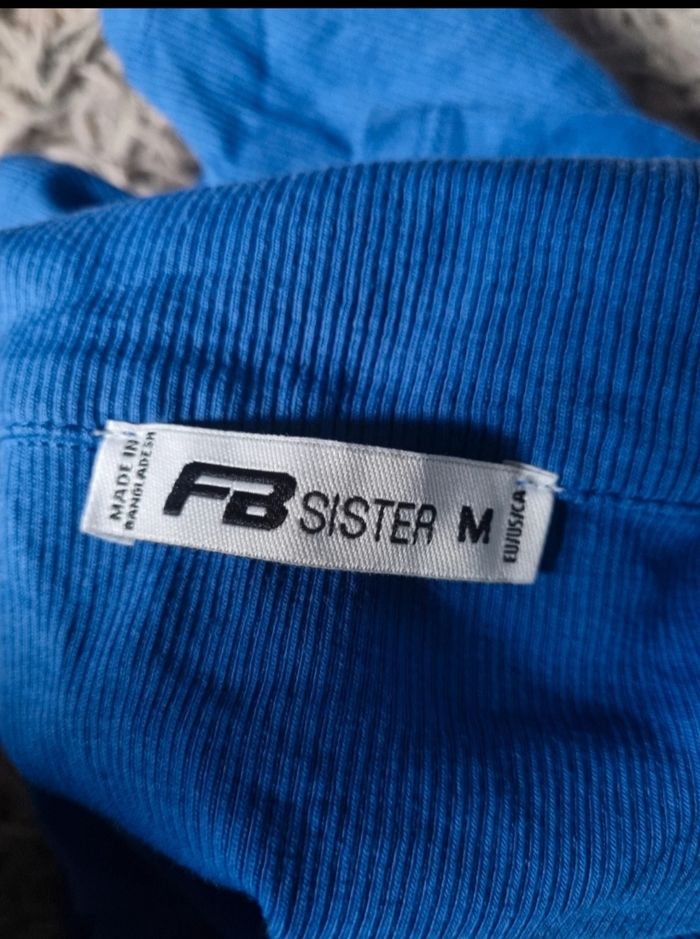 MADE IN
BANGLADESH
FB SISTER M
EU/US/CA